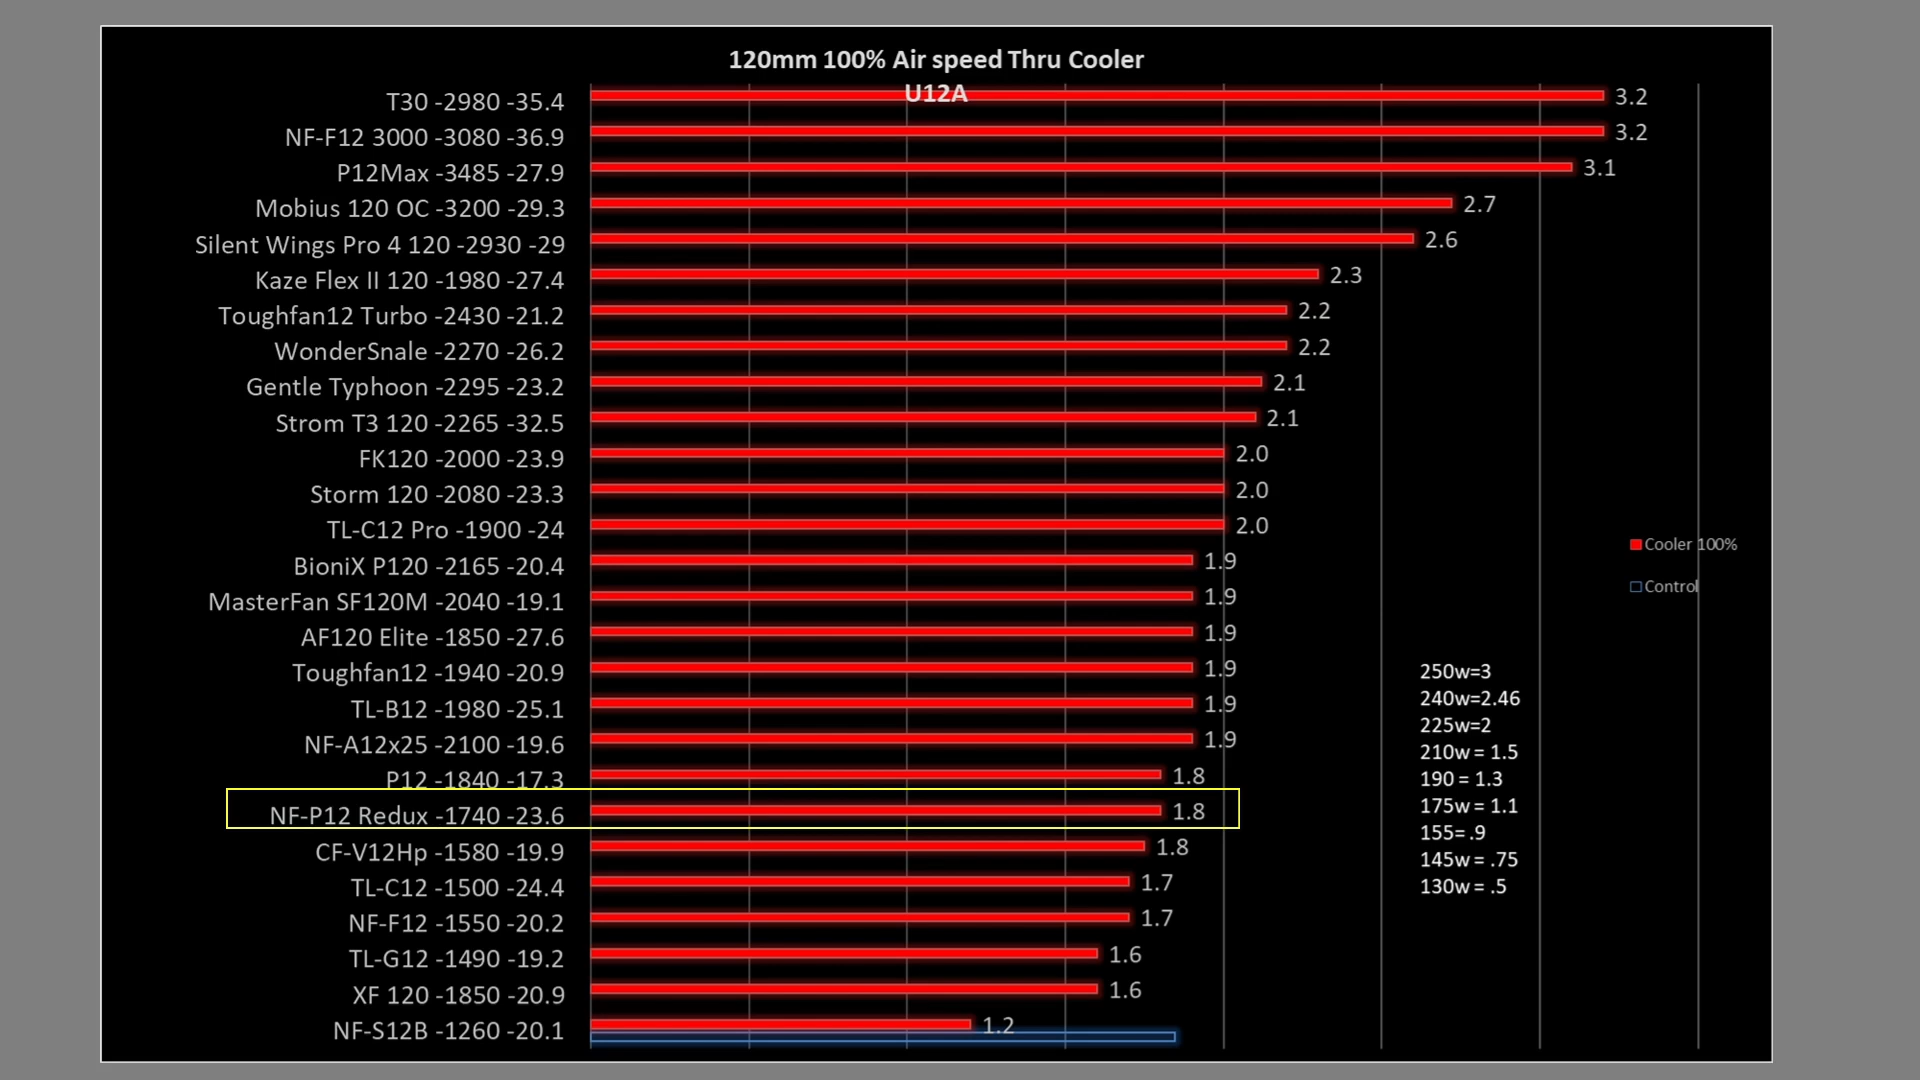 120mm 100% Air speed Thru Cooler
U12A
T30 -2980 -35.4 3.2
NF-F12 3000 -3080 -36.9 3.2
P12Max -3485 -27.9 3.1
Mobius 120 OC -3200 -29.3 2.7
Silent Wings Pro 4 120 -2930 -29 2.6
Kaze Flex II 120 -1980 -27.4 2.3
Toughfan12 Turbo -2430 -21.2 2.2
WonderSnale -2270 -26.2 2.2
Gentle Typhoon -2295 -23.2 2.1
Strom T3 120 -2265 -32.5 2.1
FK120 -2000 -23.9 2.0
Storm 120 -2080 -23.3 2.0
TL-C12 Pro -1900 -24 2.0
BioniX P120 -2165 -20.4 1.9
MasterFan SF120M -2040 -19.1 1.9
AF120 Elite -1850 -27.6 1.9
Toughfan12 -1940 -20.9 1.9
TL-B12 -1980 -25.1 1.9
NF-A12x25 -2100 -19.6 1.9
P12 -1840 -17.3 1.8
NF-P12 Redux -1740 -23.6 1.8
CF-V12Hp -1580 -19.9 1.8
TL-C12 -1500 -24.4 1.7
NF-F12 -1550 -20.2 1.7
TL-G12 -1490 -19.2 1.6
XF 120 -1850 -20.9 1.6
NF-S12B -1260 -20.1 1.2
Cooler 100%
Control
250w=3
240w=2.46
225w=2
210w = 1.5
190 = 1.3
175w = 1.1
155= .9
145w = .75
130w = .5